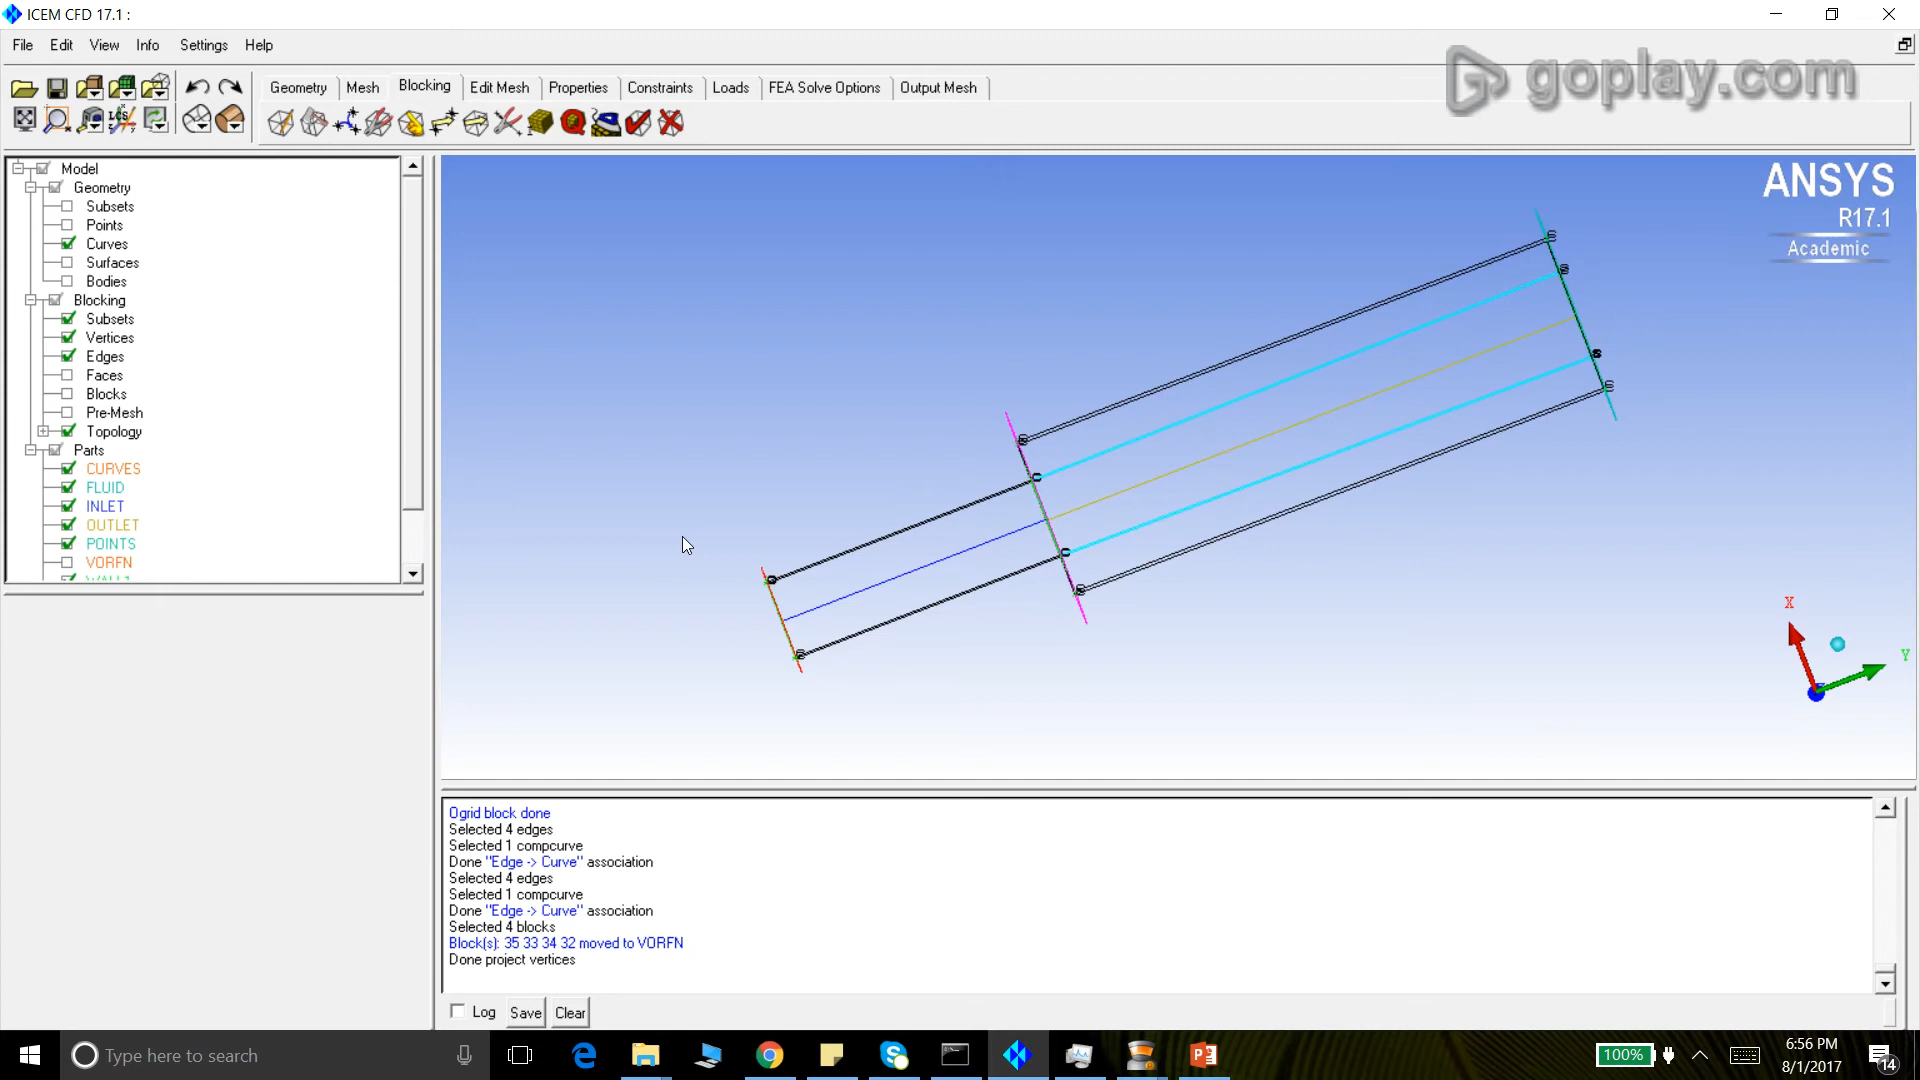 ICEM CFD 17.1 :
File Edit View Info Settings Help
goplay.com
Geometry Mesh Blocking Edit Mesh Properties Constraints Loads FEA Solve Options Output Mesh
LCS
Model
Geometry
Subsets
Points
Curves
Surfaces
Bodies
Blocking
Subsets
Vertices
Edges
Faces
Blocks
Pre-Mesh
Topology
Parts
CURVES
FLUID
INLET
OUTLET
POINTS
VORFN
ANSYS
R17.1
Academic
X
Y
Ogrid block done
Selected 4 edges
Selected 1 compcurve
Done "Edge -> Curve" association
Selected 4 edges
Selected 1 compcurve
Done "Edge -> Curve" association
Selected 4 blocks
Block(s): 35 33 34 32 moved to VORFN
Done project vertices
Log Save Clear
Type here to search
100%
6:56 PM
8/1/2017
14